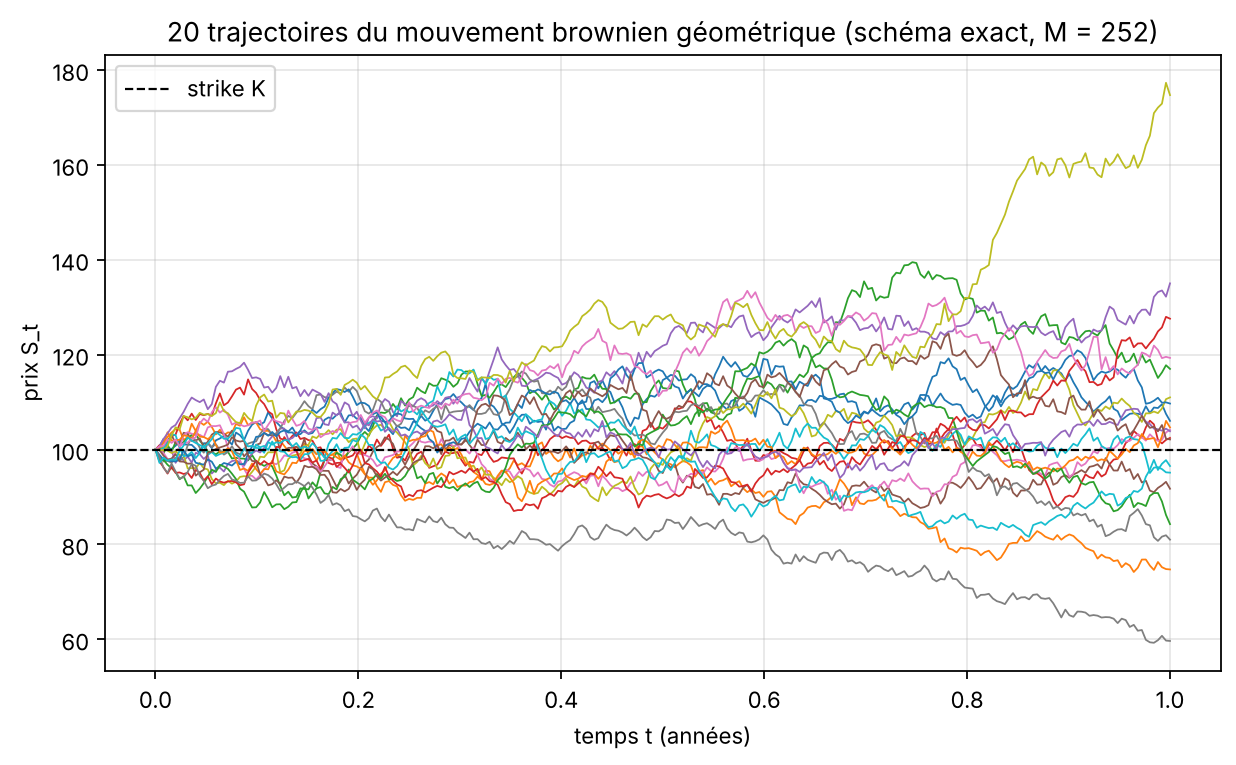 20 trajectoires du mouvement brownien géométrique (schéma exact, M = 252)
strike K
180
160
140
120
100
80
60
prix S_t
0.0 0.2 0.4 0.6 0.8 1.0
temps t (années)